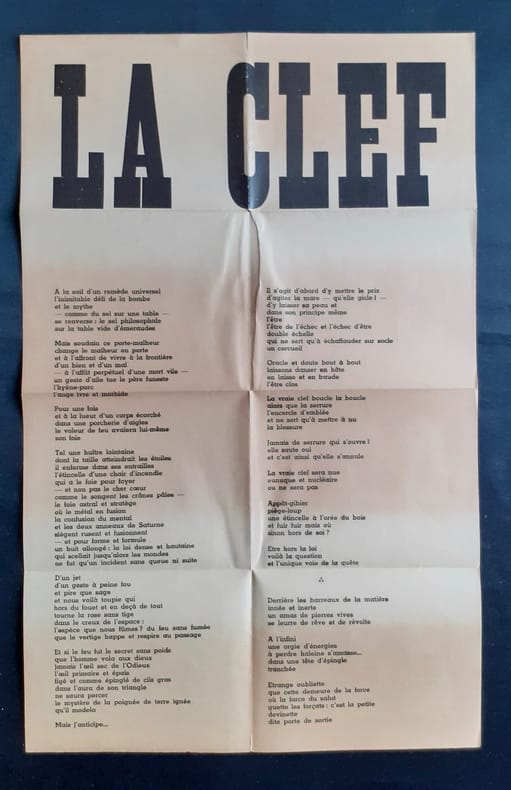 LA CLEF
A la soif d'un remède universel
l'inimitable défi de la bombe
et le mythe
— comme du sel sur une table —
se renverse : le sel philosophale
sur la table vide d'émeraudes
Mais soudain ce porte-malheur
change le malheur en porte
et à l'affront de vivre à la frontière
d'un bien et d'un mal
— à l'affût perpétuel d'une mort vile —
un geste d'aile tue le père funeste
l'hyène-porc
l'ange ivre et morbide
Pour une fois
et à la lueur d'un corps écorché
dans une porcherie d'aigles
le voleur de feu avalera lui-même
son foie
Tel une huître lointaine
dont la taille atteindrait les étoiles
il enferme dans ses entrailles
l'étincelle d'une chair d'incendie
qui a le foie pour foyer
— et non pas le cher cœur
comme le songent les crânes pâles —
le foie astral et stratège
où le métal en fusion
la confusion du mental
et les deux anneaux de Saturne
siègent rusent et fusionnent
— et pour forme et formule
un huit allongé : la loi dense et
qui scellait jusqu'alors les mondes
ne fut qu'un incident sans queue ni suite
D'un jet
d'un geste à peine fou
et pire que sage
et nous voilà toupie qui
hors du fouet et en deçà de tout
tourne la rose sans tige
dans le creux de l'espace :
l'espèce que nous fûmes ? du feu sans fumée
que le vertige happe et respire au passage
Et si le feu fut le secret sans poids
que l'homme vola aux dieux
jamais l'œil sec de l'Odieux
l'œil primaire et épais
figé et comme épinglé de cils gras
dans l'aura de son triangle
ne saura percer
le mystère de la poignée de terre ignée
qu'il modela
Mais j'anticipe...
Il s'agit d'abord d'y mettre le prix
d'agiter la mare — qu'elle gicle ! —
d'y laisser sa peau et
dans son principe même
l'être
l'être de l'échec et l'échec d'être
double échelle
qui ne sert qu'à échafauder sur socle
un cercueil
Oracle et doute bout à bout
laissons danser en hâte
en laisse et en fraude
l'être clos
La vraie clef boucle la boucle
alors que la serrure
l'encercle d'emblée
et ne sert qu'à mettre à nu
la blessure
Jamais de serrure qui s'ouvre !
elle saute oui
et c'est ainsi qu'elle s'annule
La vraie clef sera nue
eunuque et nucléaire
ou ne sera pas
Appât-gibier
piège-loup
une étincelle à l'orée du bois
et fuir fuir mais où
sinon hors de soi ?
Etre hors la loi
voilà la question
et l'unique voie de la quête
Derrière les barreaux de la matière
innée et inerte
un amas de pierres vives
se leurre de rêve et de révolte
A l'infini
une orgie d'énergies
à perdre haleine s'amasse...
dans une tête d'épingle
tranchée
Etrange oubliette
que cette demeure de la force
où la farce du salut
guette les forçats : c'est la petite
devinette
dite porte de sortie